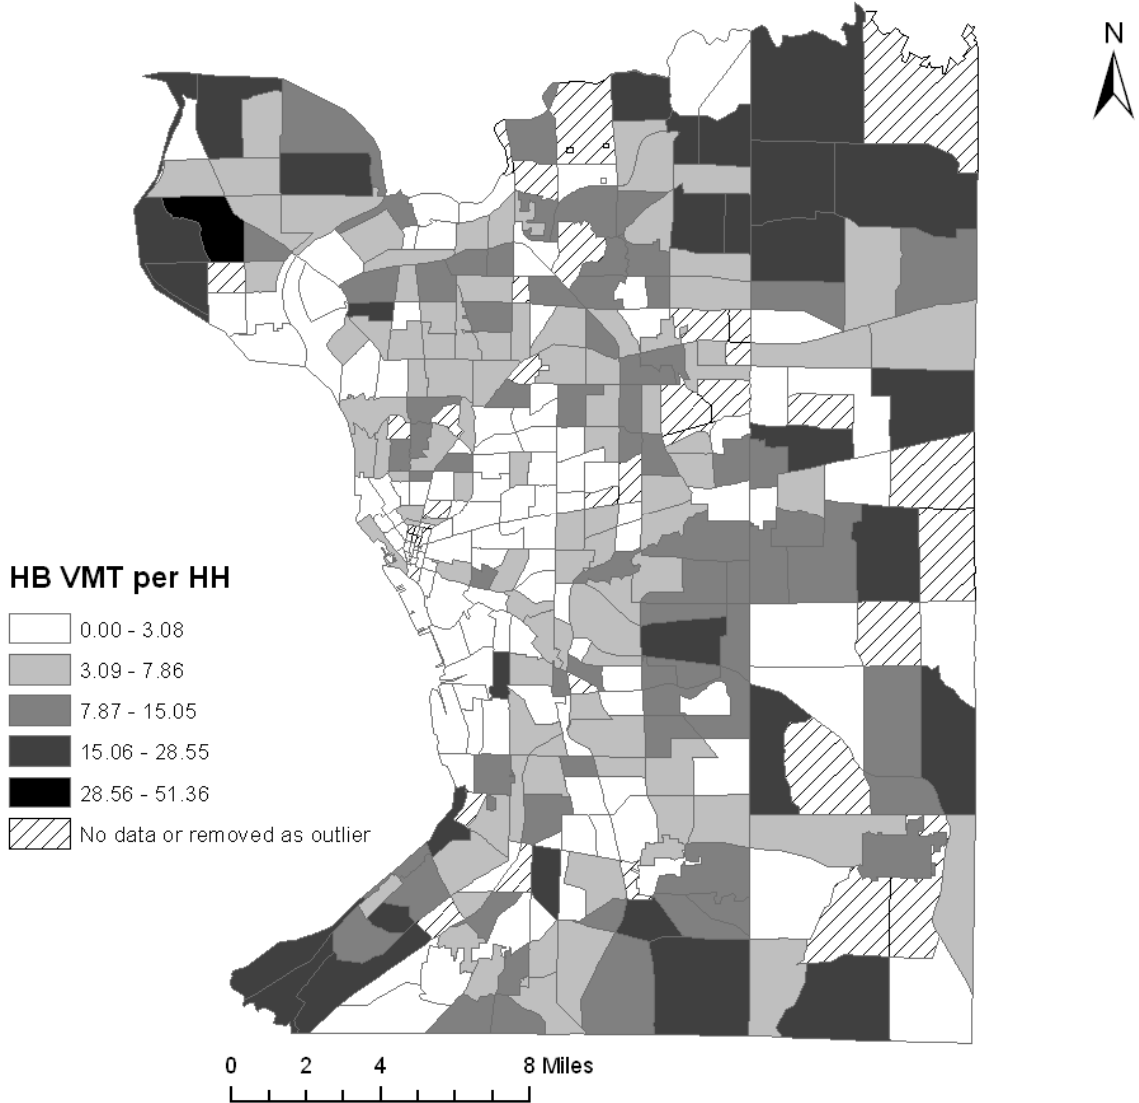 N
HB VMT per HH
0.00 - 3.08
3.09 - 7.86
7.87 - 15.05
15.06 - 28.55
28.56 - 51.36
No data or removed as outlier
0 2 4 8 Miles